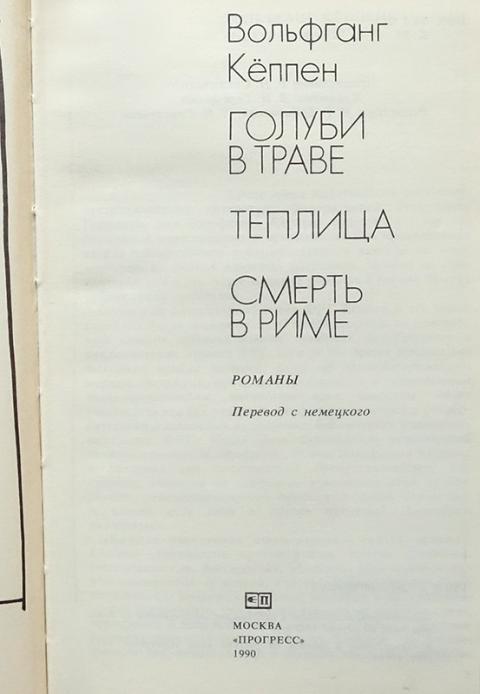 Вольфганг
Кёппен
ГОЛУБИ
В ТРАВЕ
ТЕПЛИЦА
СМЕРТЬ
В РИМЕ
РОМАНЫ
Перевод с немецкого
МОСКВА
«ПРОГРЕСС»
1990